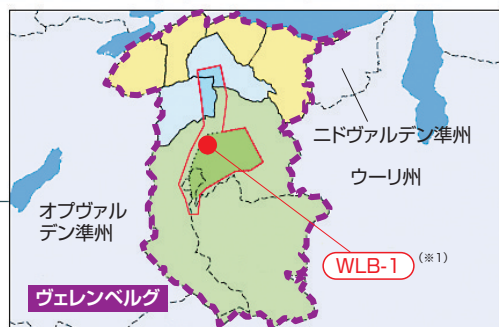 ニドヴァルデン準州
ウーリ州
オプヴァル
デン準州
WLB-1 (※1)
ヴェレンベルグ